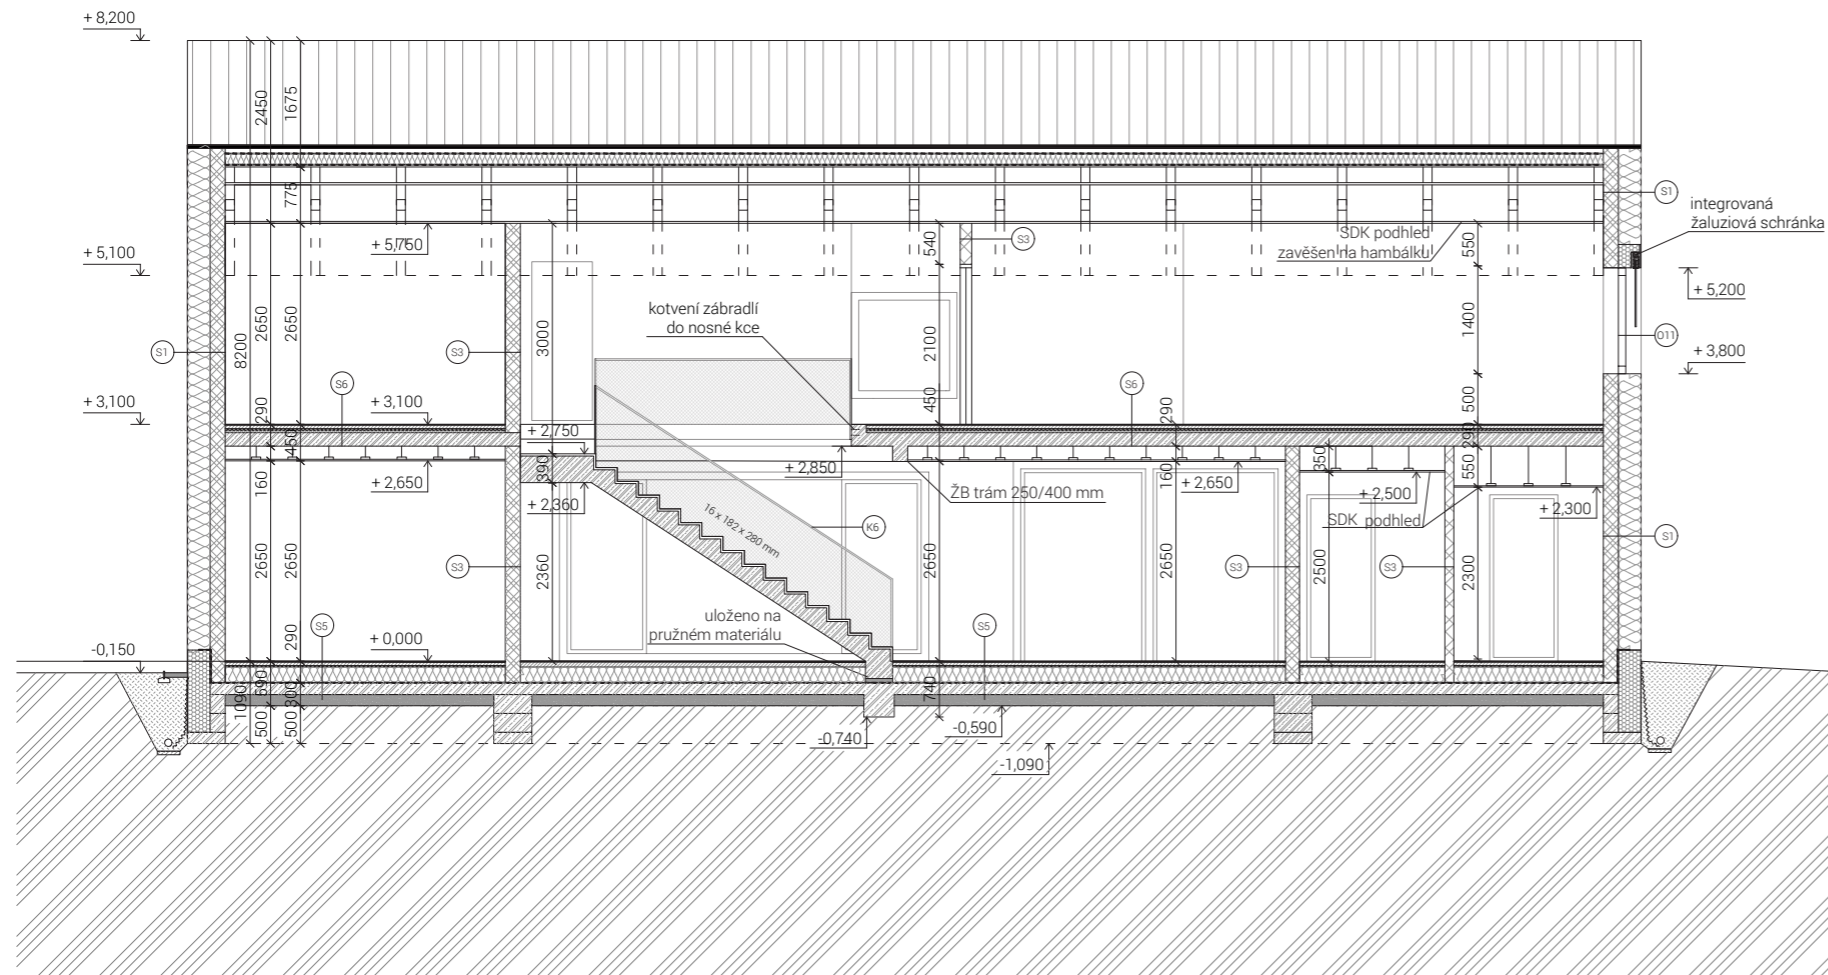 + 8,200
2450
1675
775
S1
integrovaná
žaluziová schránka
+ 5,750
540
S3
SDK podhled
zavěšen na hambálku
550
+ 5,100
+ 5,200
kotvení zábradlí
do nosné kce
8200
2650
2650
3000
2100
1400
S1
S3
O11
+ 3,800
S6
S6
+ 3,100
+ 3,100
290
450
290
500
+ 2,750
450
290
160
390
+ 2,850
160
350
550
+ 2,650
+ 2,650
+ 2,500
+ 2,300
+ 2,360
ŽB trám 250/400 mm
SDK podhled
16 x 182 x 280 mm
K6
S1
2650
2650
S3
2360
2650
2650
S3
2500
S3
2300
uloženo na
pružném materiálu
S5
S5
-0,150
+ 0,000
290
1090
590
300
500
500
740
-0,740
-0,590
-1,090